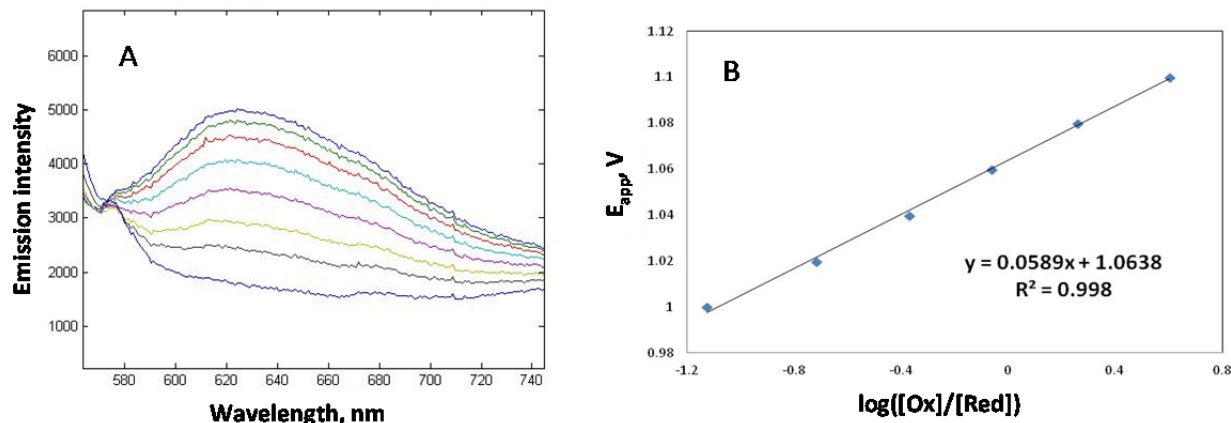 A
6000
5000
4000
3000
2000
1000
580 600 620 640 660 680 700 720 740
Emission intensity
Wavelength, nm
B
1.12
1.1
1.08
1.06
1.04
1.02
1
0.98
-1.2 -0.8 -0.4 0 0.4 0.8
E_app, V
y = 0.0589x + 1.0638
R² = 0.998
log([Ox]/[Red])